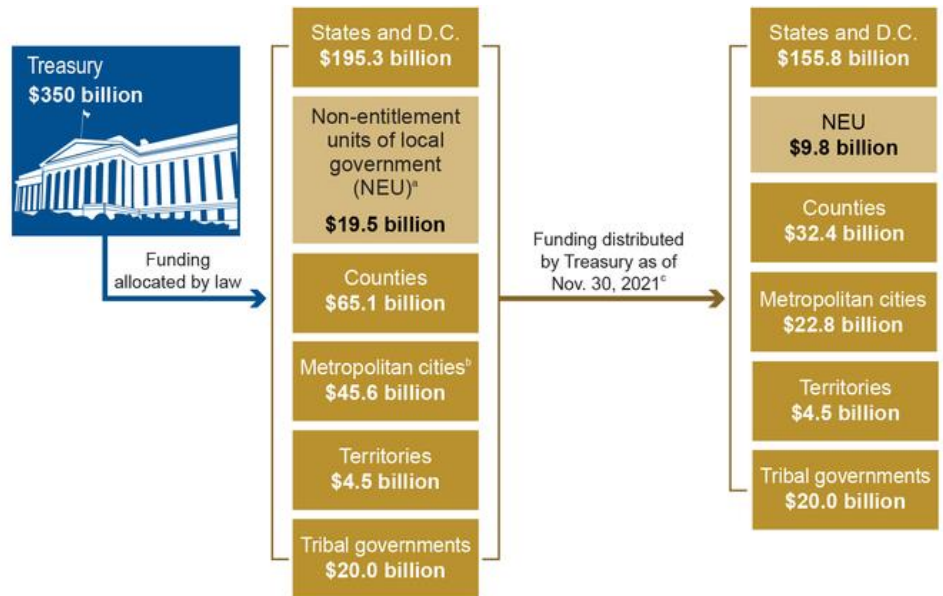 Treasury
$350 billion
Funding
allocated by law
States and D.C.
$195.3 billion
Non-entitlement
units of local
government
(NEU)ᵃ
$19.5 billion
Counties
$65.1 billion
Metropolitan citiesᵇ
$45.6 billion
Territories
$4.5 billion
Tribal governments
$20.0 billion
Funding distributed
by Treasury as of
Nov. 30, 2021ᶜ
States and D.C.
$155.8 billion
NEU
$9.8 billion
Counties
$32.4 billion
Metropolitan cities
$22.8 billion
Territories
$4.5 billion
Tribal governments
$20.0 billion